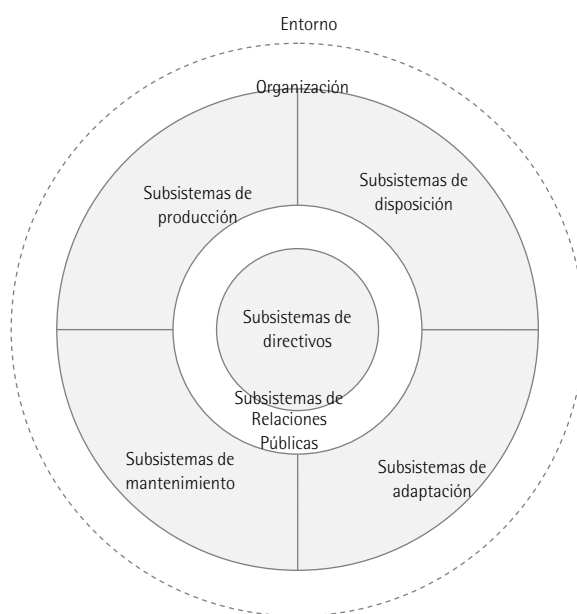 Entorno
Organización
Subsistemas de
producción
Subsistemas de
disposición
Subsistemas de
directivos
Subsistemas de
Relaciones
Públicas
Subsistemas de
mantenimiento
Subsistemas de
adaptación